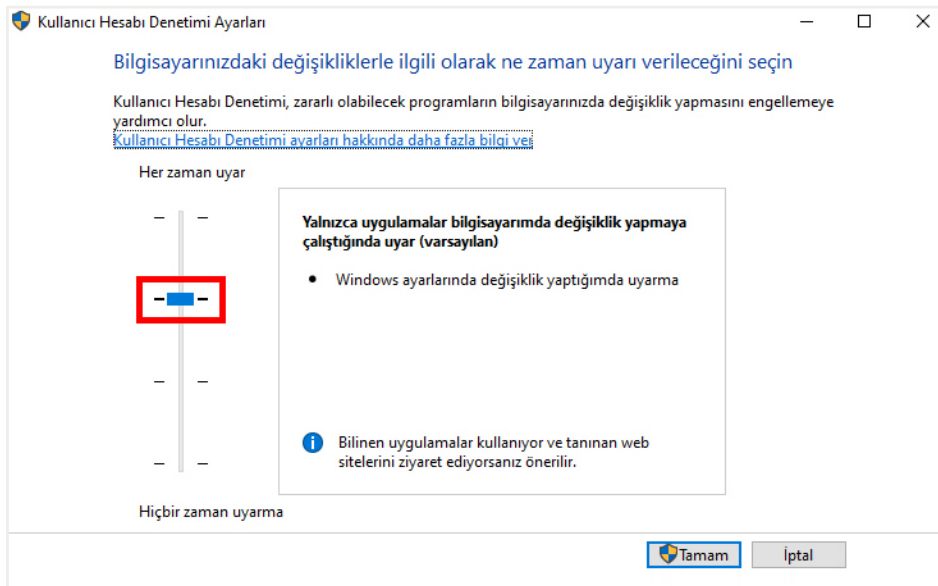 Kullanıcı Hesabı Denetimi Ayarları
Bilgisayarınızdaki değişikliklerle ilgili olarak ne zaman uyarı verileceğini seçin
Kullanıcı Hesabı Denetimi, zararlı olabilecek programların bilgisayarınızda değişiklik yapmasını engellemeye
yardımcı olur.
Kullanıcı Hesabı Denetimi ayarları hakkında daha fazla bilgi ver
Her zaman uyar
Yalnızca uygulamalar bilgisayarımda değişiklik yapmaya
çalıştığında uyar (varsayılan)
• Windows ayarlarında değişiklik yaptığımda uyarma
Bilinen uygulamalar kullanıyor ve tanınan web
sitelerini ziyaret ediyorsanız önerilir.
Hiçbir zaman uyarma
Tamam İptal